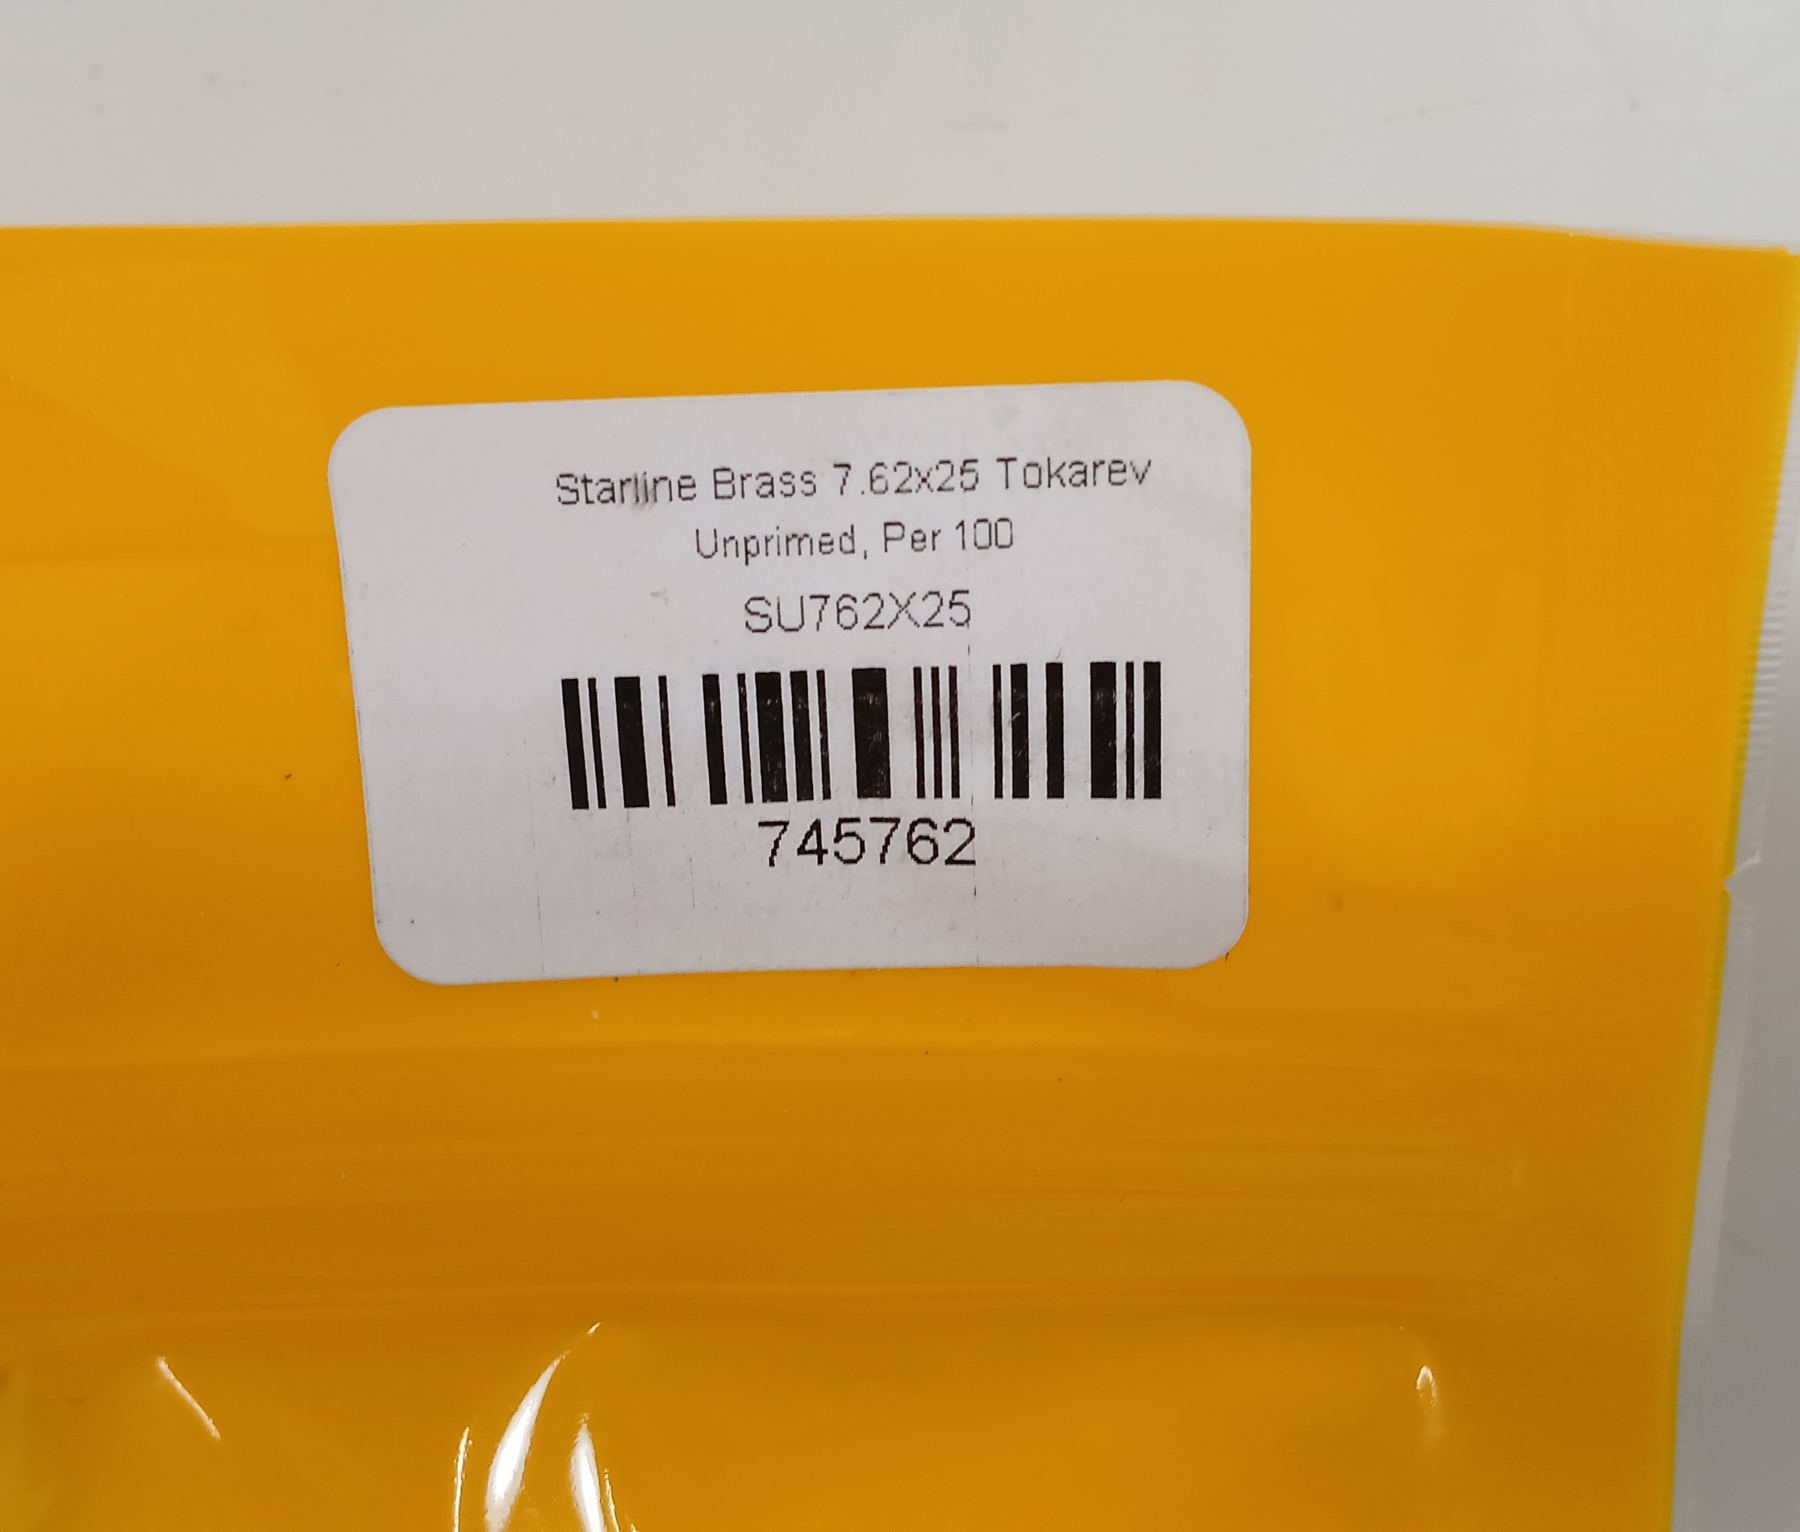 Starline Brass 7.62x25 Tokarev
Unprimed, Per 100
SU762X25
745762